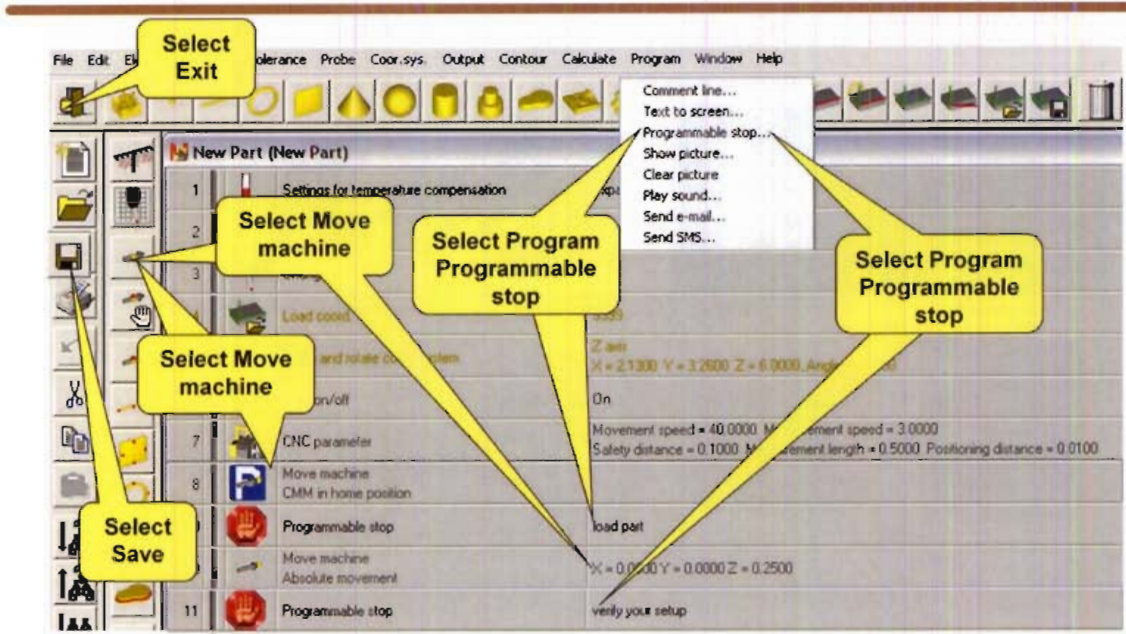 Select
Exit
File Edit El olerance Probe Coor.sys. Output Contour Calculate Program Window Help
Comment line...
Text to screen...
Programmable stop...
Show picture...
Clear picture
Play sound...
Send e-mail...
Send SMS...
New Part (New Part)
1 Settings for temperature compensation
2
Select Move
machine
Select Program
Programmable
stop
Select Program
Programmable
stop
3
Load coord.
Select Move
machine
and rotate system
Z axis
X = 2.1300 Y = 3.2600 Z = 6.0000,
on/off On
7 CNC parameter
Movement speed = 40.0000 speed = 3.0000
Safety distance = 0.1000 length = 0.5000 Positioning distance = 0.0100
8 Move machine
CMM in home position
Select
Save
Programmable stop load part
Move machine
Absolute movement
Y = 0.0000 Z = 0.2500
11 Programmable stop verify your setup